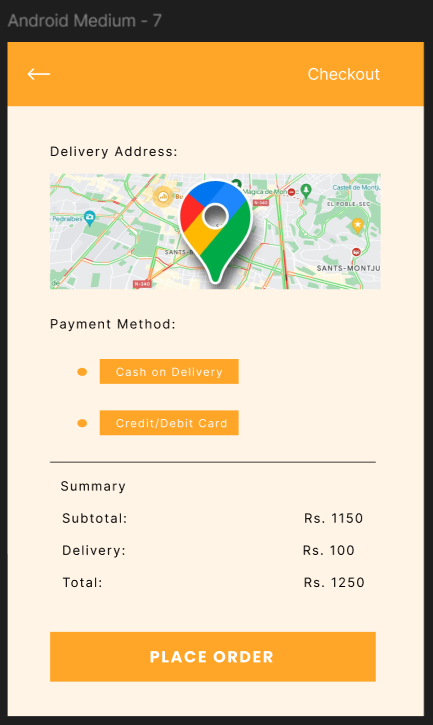 Android Medium - 7
Checkout
Delivery Address:
Màgica de Mon
Castell de Montju
N-340
EL POBLE-SEC
Pedralbes
SANTS-
SANTS-MONTJU
N-340
Payment Method:
Cash on Delivery
Credit/Debit Card
Summary
Subtotal: Rs. 1150
Delivery: Rs. 100
Total: Rs. 1250
PLACE ORDER